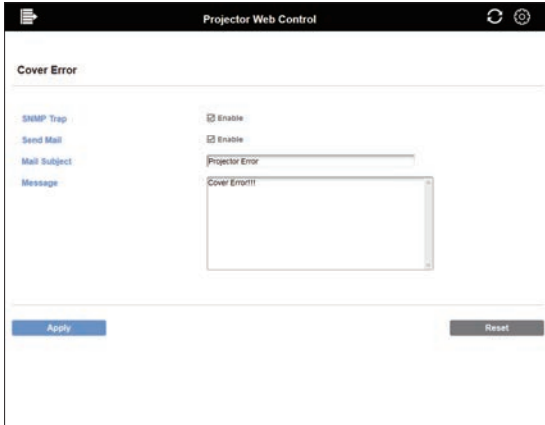 Projector Web Control
Cover Error
SNMP Trap Enable
Send Mail Enable
Mail Subject Projector Error
Message Cover Error!!!
Apply Reset